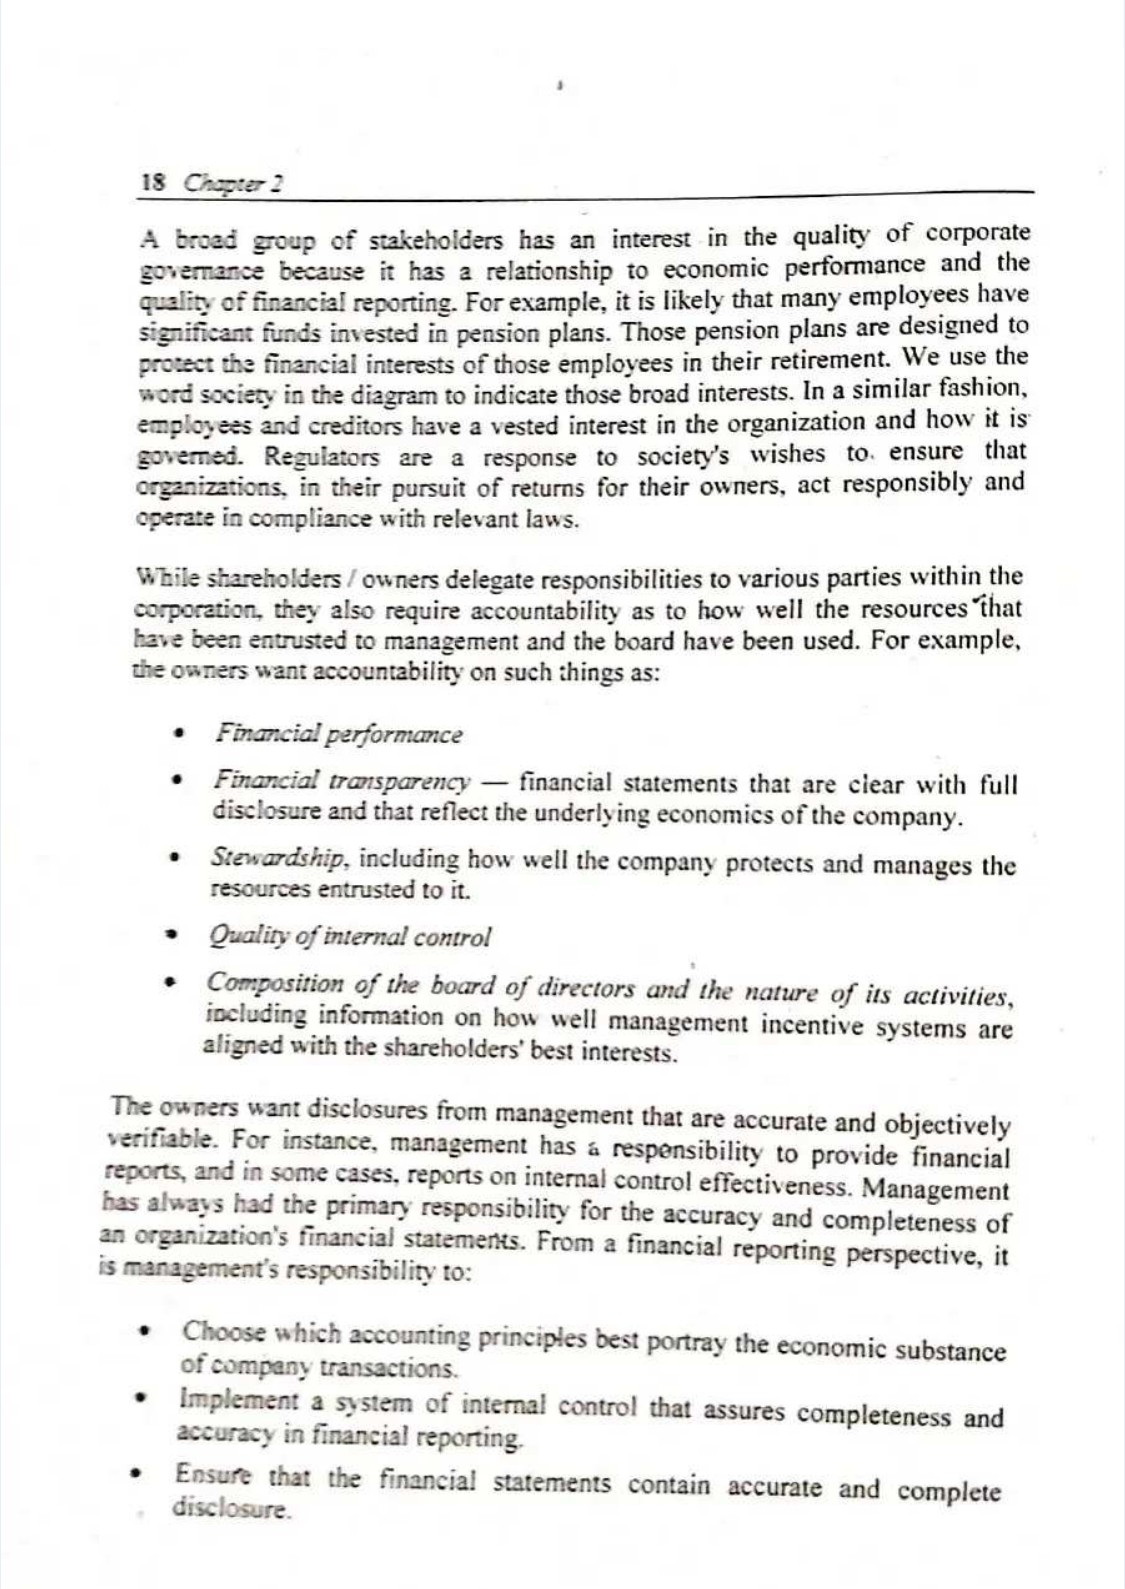 18 Chapter 2
A broad group of stakeholders has an interest in the quality of corporate
governance because it has a relationship to economic performance and the
quality of financial reporting. For example, it is likely that many employees have
significant funds invested in pension plans. Those pension plans are designed to
protect the financial interests of those employees in their retirement. We use the
word society in the diagram to indicate those broad interests. In a similar fashion,
employees and creditors have a vested interest in the organization and how it is
governed. Regulators are a response to society's wishes to ensure that
organizations, in their pursuit of returns for their owners, act responsibly and
operate in compliance with relevant laws.
While shareholders / owners delegate responsibilities to various parties within the
corporation, they also require accountability as to how well the resources that
have been entrusted to management and the board have been used. For example,
the owners want accountability on such things as:
• Financial performance
• Financial transparency — financial statements that are clear with full
disclosure and that reflect the underlying economics of the company.
• Stewardship, including how well the company protects and manages the
resources entrusted to it.
• Quality of internal control
• Composition of the board of directors and the nature of its activities,
including information on how well management incentive systems are
aligned with the shareholders' best interests.
The owners want disclosures from management that are accurate and objectively
verifiable. For instance, management has a responsibility to provide financial
reports, and in some cases, reports on internal control effectiveness. Management
has always had the primary responsibility for the accuracy and completeness of
an organization's financial statements. From a financial reporting perspective, it
is management's responsibility to:
• Choose which accounting principles best portray the economic substance
of company transactions.
• Implement a system of internal control that assures completeness and
accuracy in financial reporting.
• Ensure that the financial statements contain accurate and complete
disclosure.